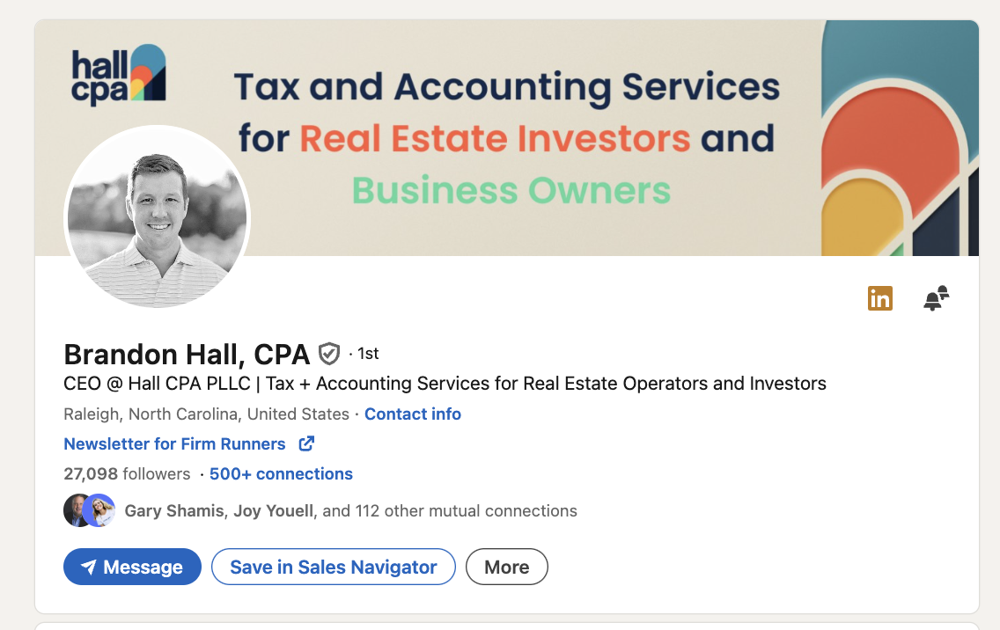 hall
cpa
Tax and Accounting Services
for Real Estate Investors and
Business Owners
in
Brandon Hall, CPA · 1st
CEO @ Hall CPA PLLC | Tax + Accounting Services for Real Estate Operators and Investors
Raleigh, North Carolina, United States · Contact info
Newsletter for Firm Runners
27,098 followers · 500+ connections
Gary Shamis, Joy Youell, and 112 other mutual connections
Message
Save in Sales Navigator
More